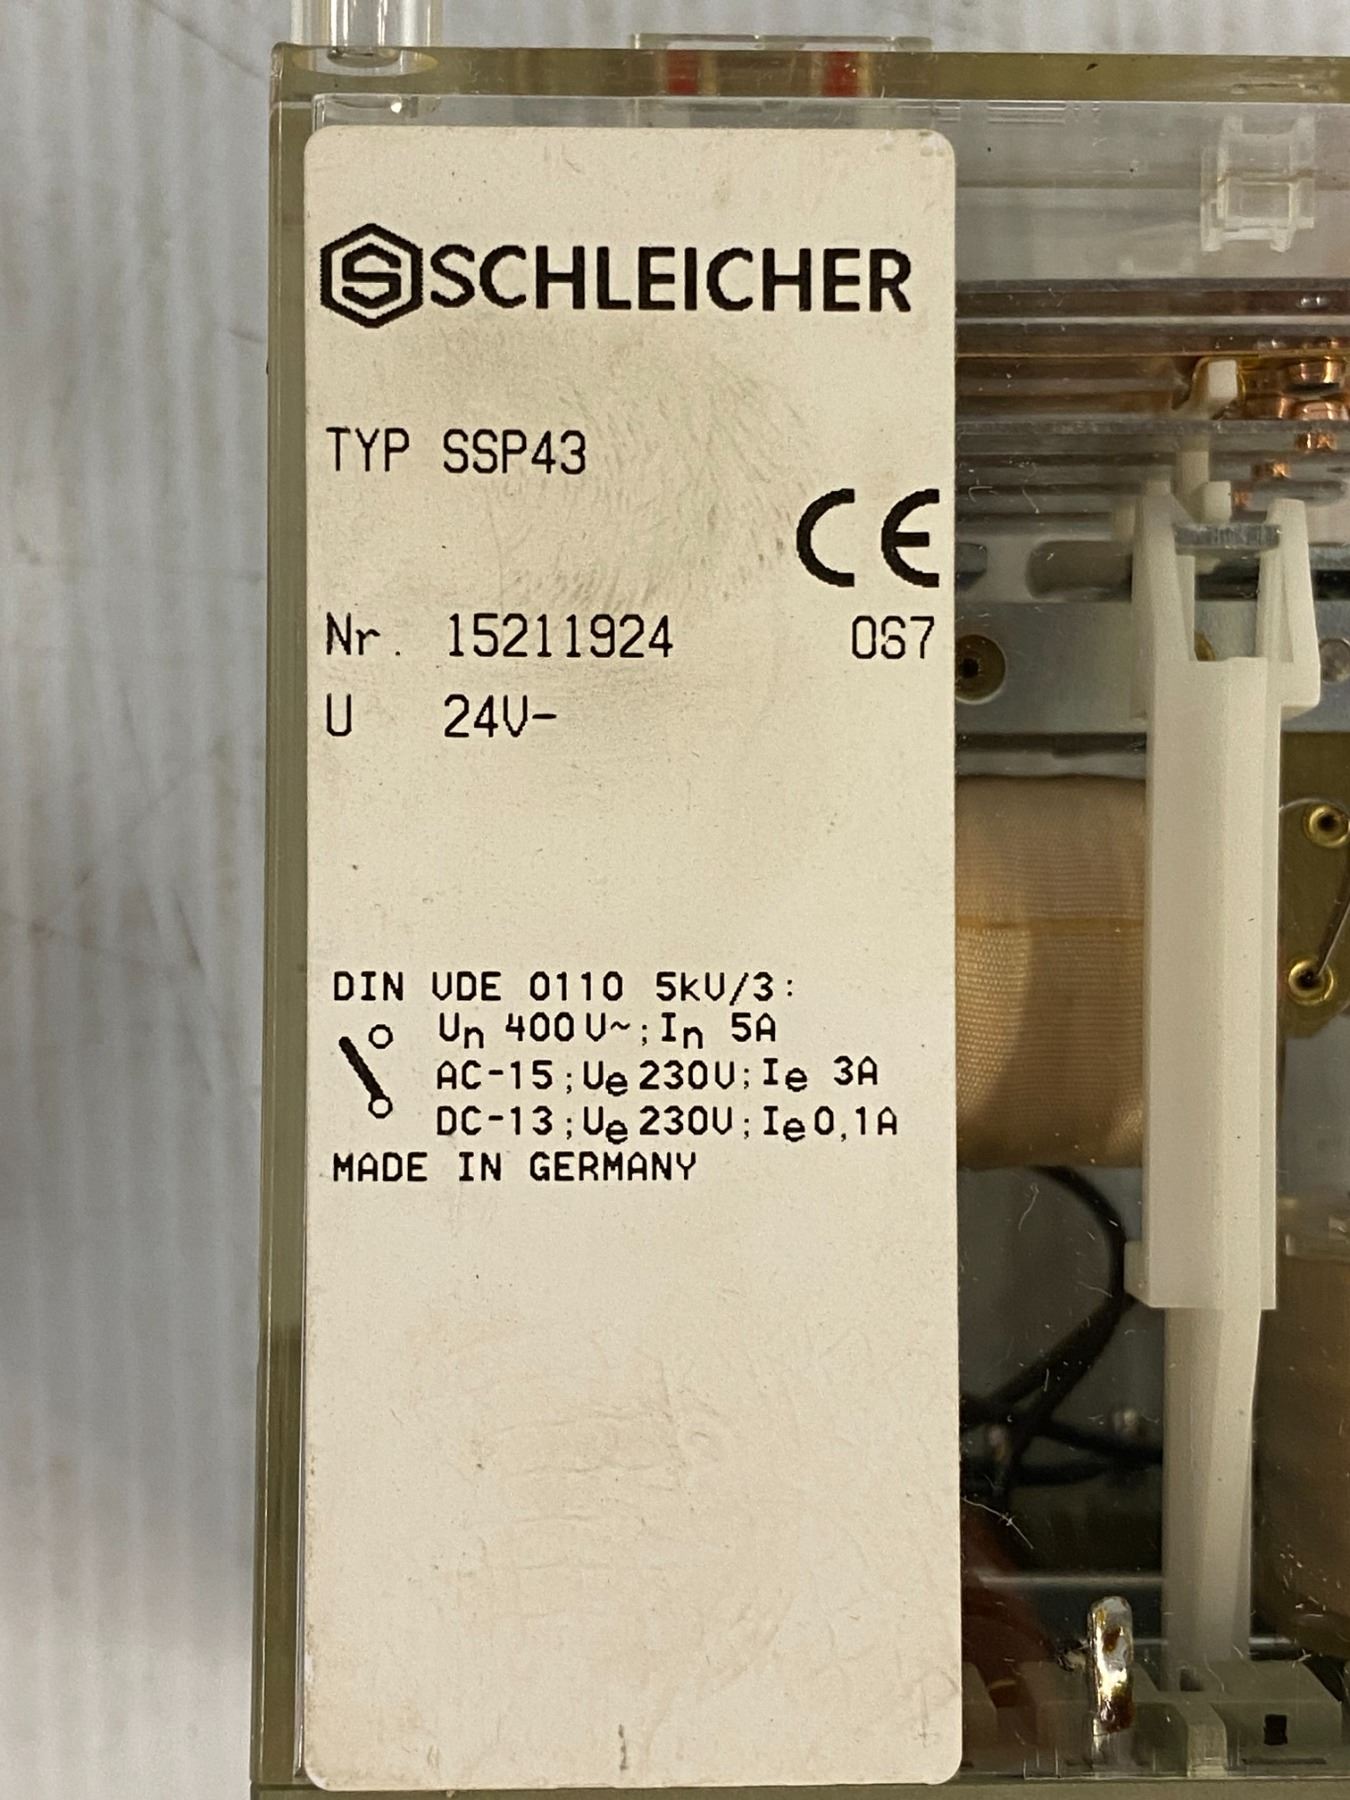 SCHLEICHER
TYP SSP43
CE
Nr. 15211924 OS7
U 24V-
DIN VDE 0110 5kV/3:
Un 400V~; In 5A
AC-15; Ue 230V; Ie 3A
DC-13; Ue 230V; Ie 0,1A
MADE IN GERMANY